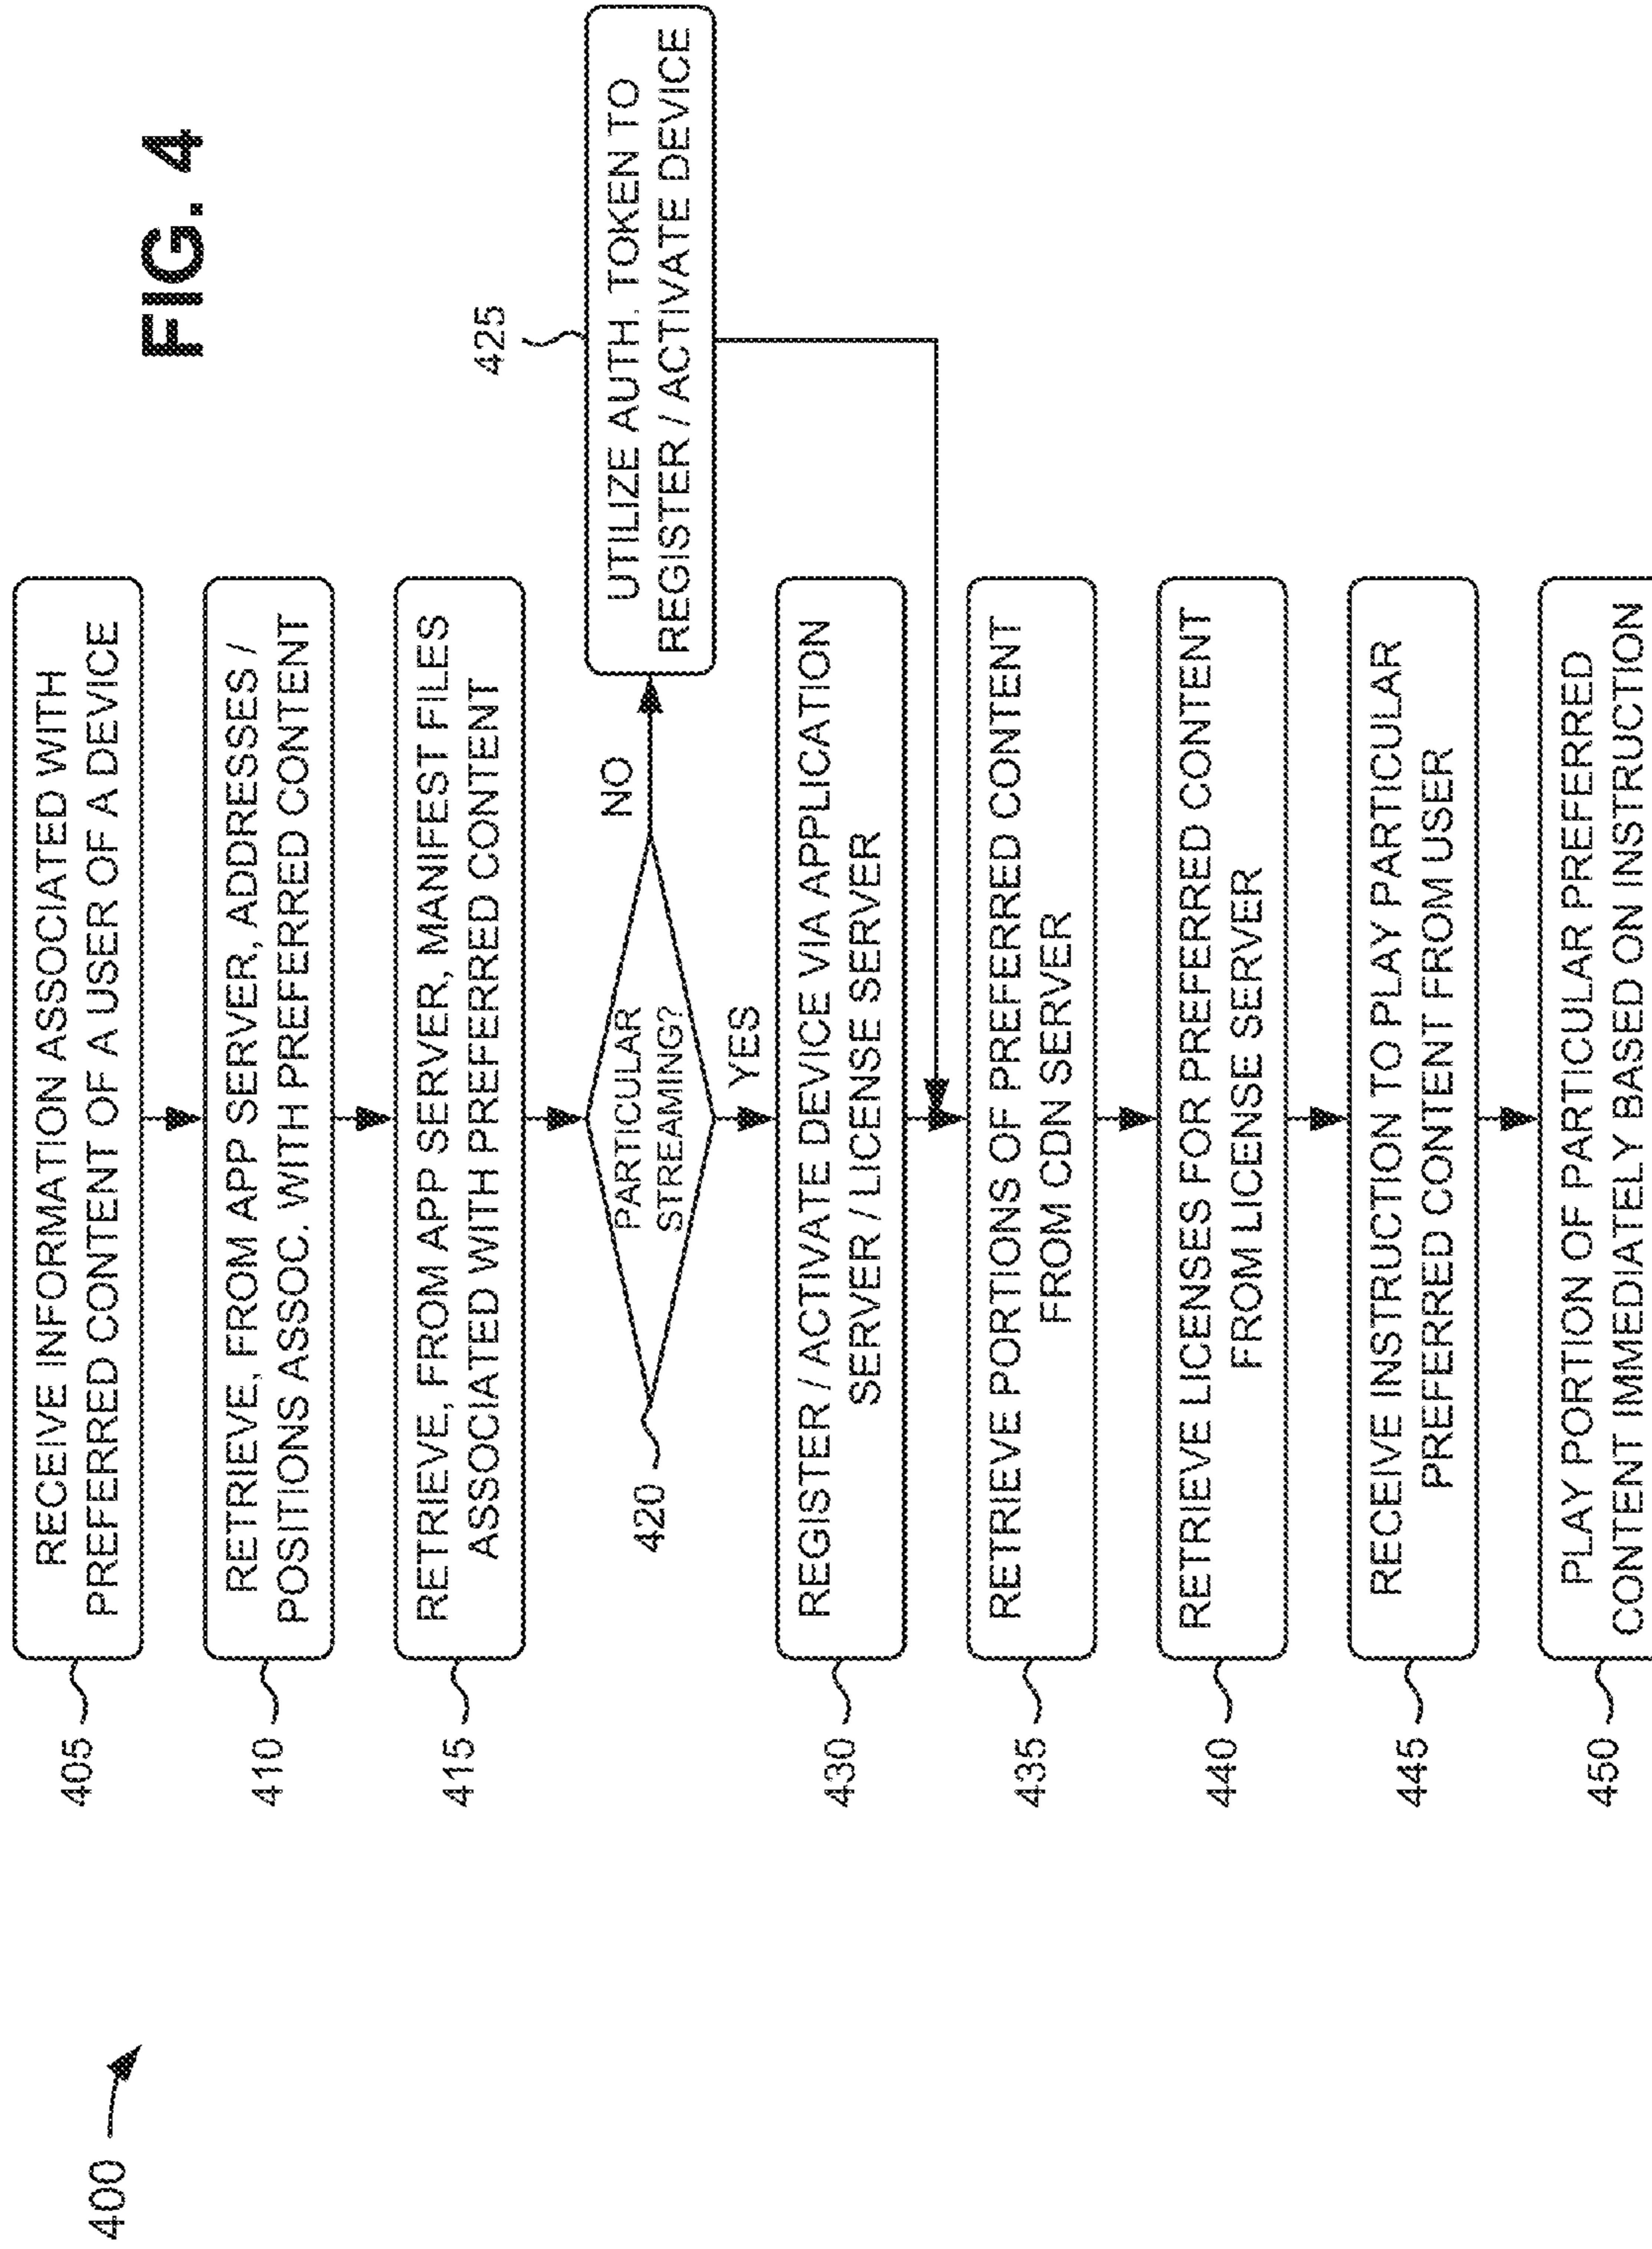 FIG. 4
400
405
RECEIVE INFORMATION ASSOCIATED WITH
PREFERRED CONTENT OF A USER OF A DEVICE
410
RETRIEVE, FROM APP SERVER, ADDRESSES /
POSITIONS ASSOC. WITH PREFERRED CONTENT
415
RETRIEVE, FROM APP SERVER, MANIFEST FILES
ASSOCIATED WITH PREFERRED CONTENT
420
PARTICULAR
STREAMING?
NO
425
UTILIZE AUTH. TOKEN TO
REGISTER / ACTIVATE DEVICE
YES
430
REGISTER / ACTIVATE DEVICE VIA APPLICATION
SERVER / LICENSE SERVER
435
RETRIEVE PORTIONS OF PREFERRED CONTENT
FROM CDN SERVER
440
RETRIEVE LICENSES FOR PREFERRED CONTENT
FROM LICENSE SERVER
445
RECEIVE INSTRUCTION TO PLAY PARTICULAR
PREFERRED CONTENT FROM USER
450
PLAY PORTION OF PARTICULAR PREFERRED
CONTENT IMMEDIATELY BASED ON INSTRUCTION